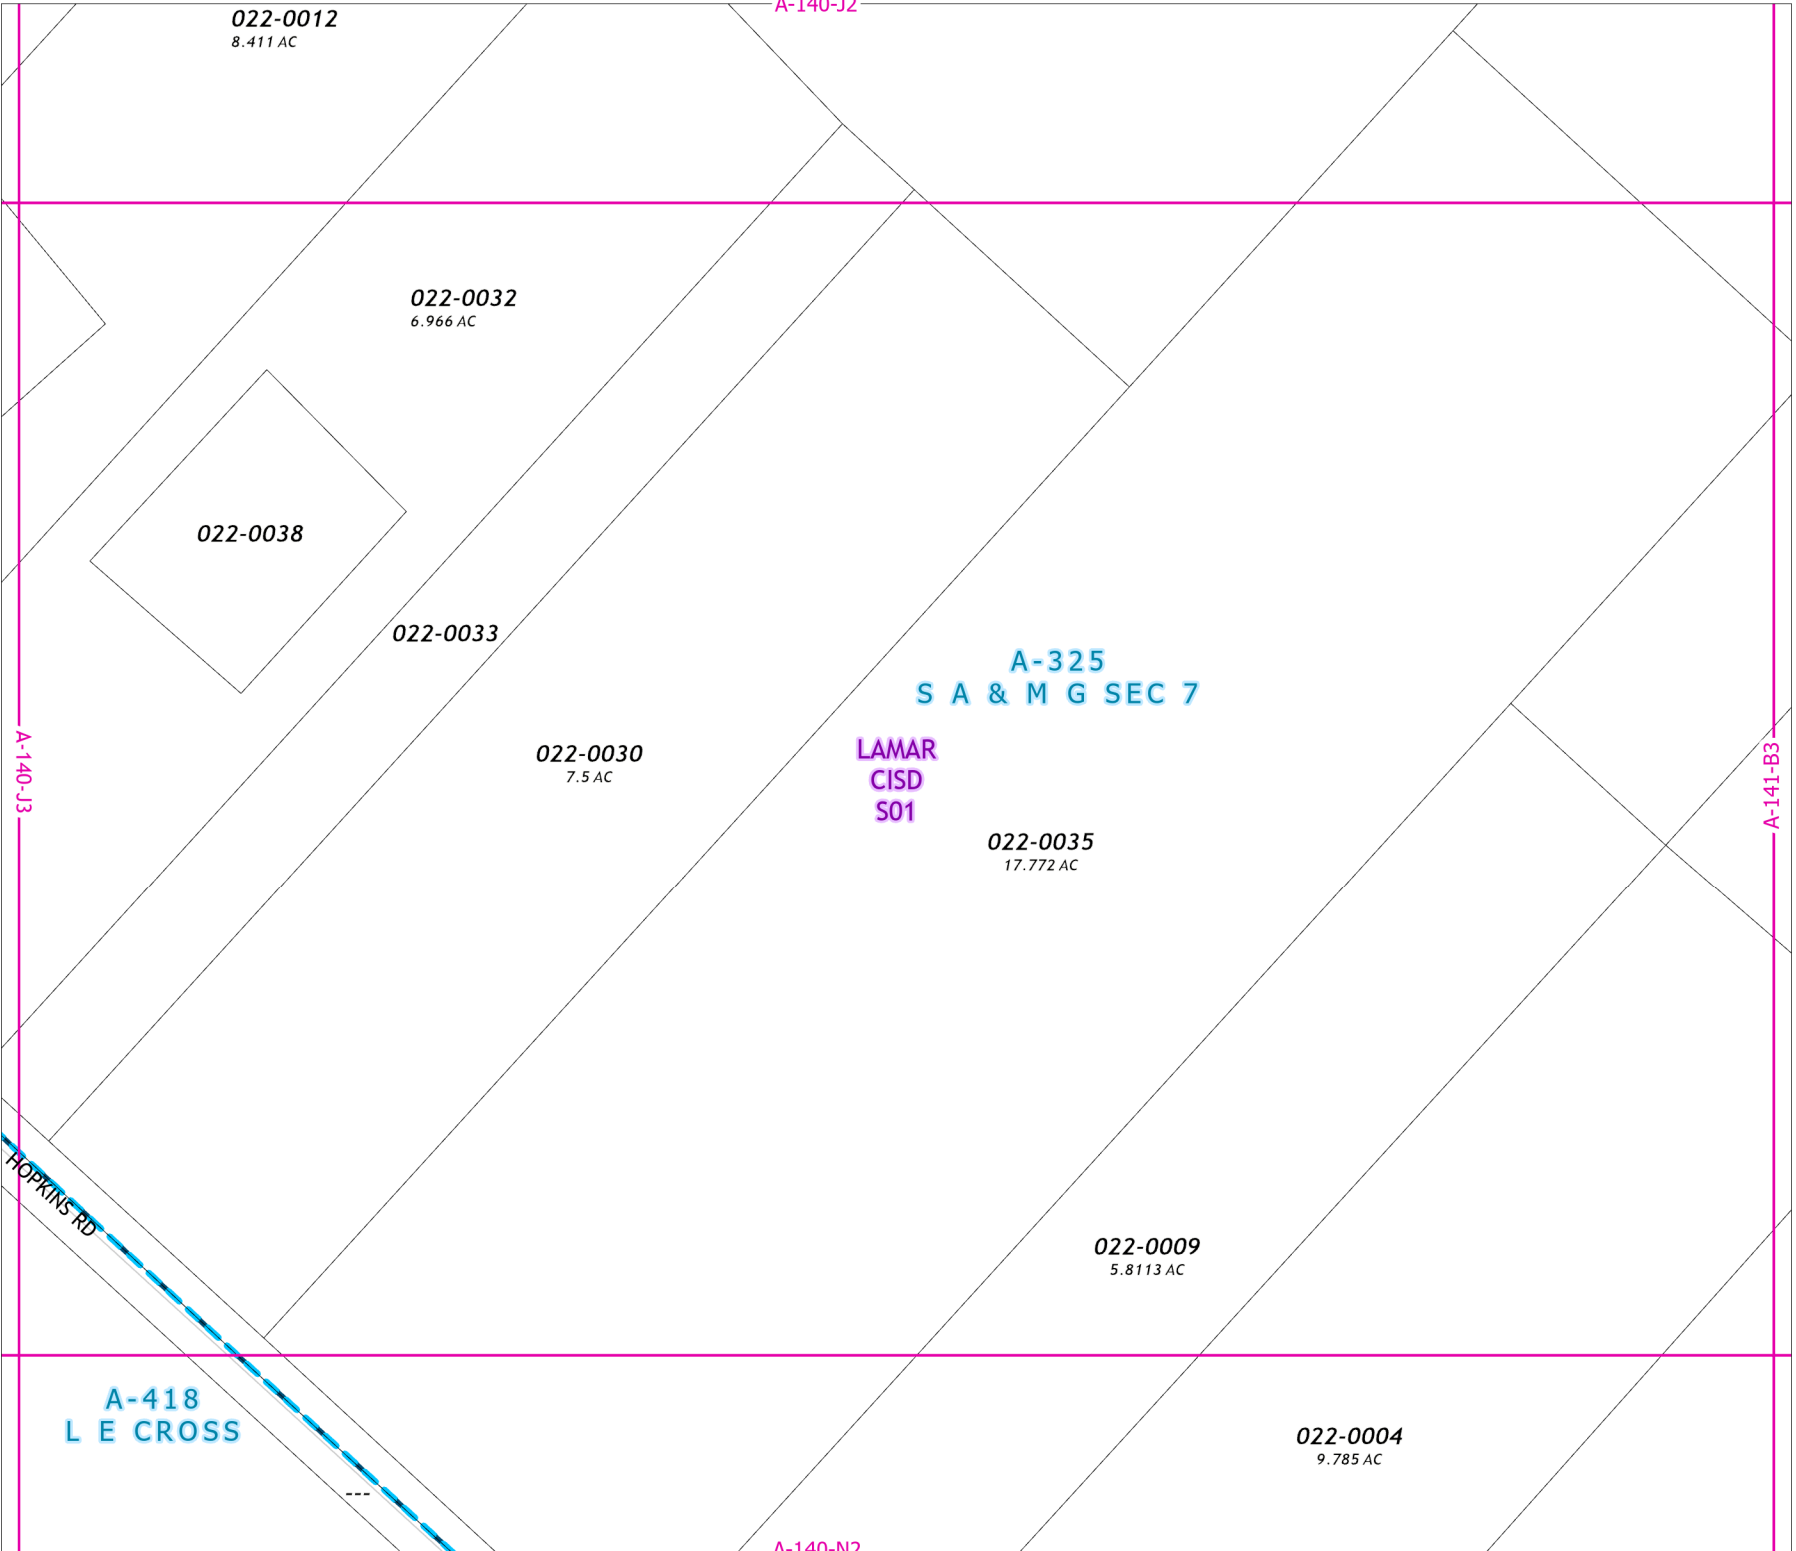 A-140-J2
022-0012
8.411 AC
022-0032
6.966 AC
022-0038
022-0033
A-325
S A & M G SEC 7
022-0030
7.5 AC
LAMAR
CISD
S01
A-140-J3
A-141-B3
022-0035
17.772 AC
HOPKINS RD
022-0009
5.8113 AC
A-418
L E CROSS
022-0004
9.785 AC
---
A-140-N2